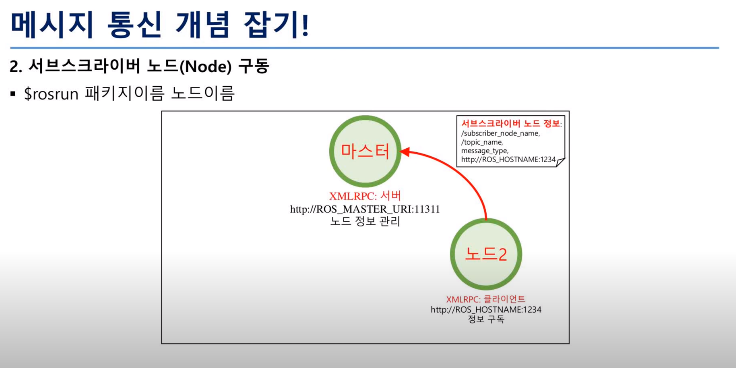 메시지 통신 개념 잡기!
2. 서브스크라이버 노드(Node) 구동
▪ $rosrun 패키지이름 노드이름
서브스크라이버 노드 정보:
/subscriber_node_name,
/topic_name,
message_type,
http://ROS_HOSTNAME:1234
마스터
XMLRPC: 서버
http://ROS_MASTER_URI:11311
노드 정보 관리
노드2
XMLRPC: 클라이언트
http://ROS_HOSTNAME:1234
정보 구독